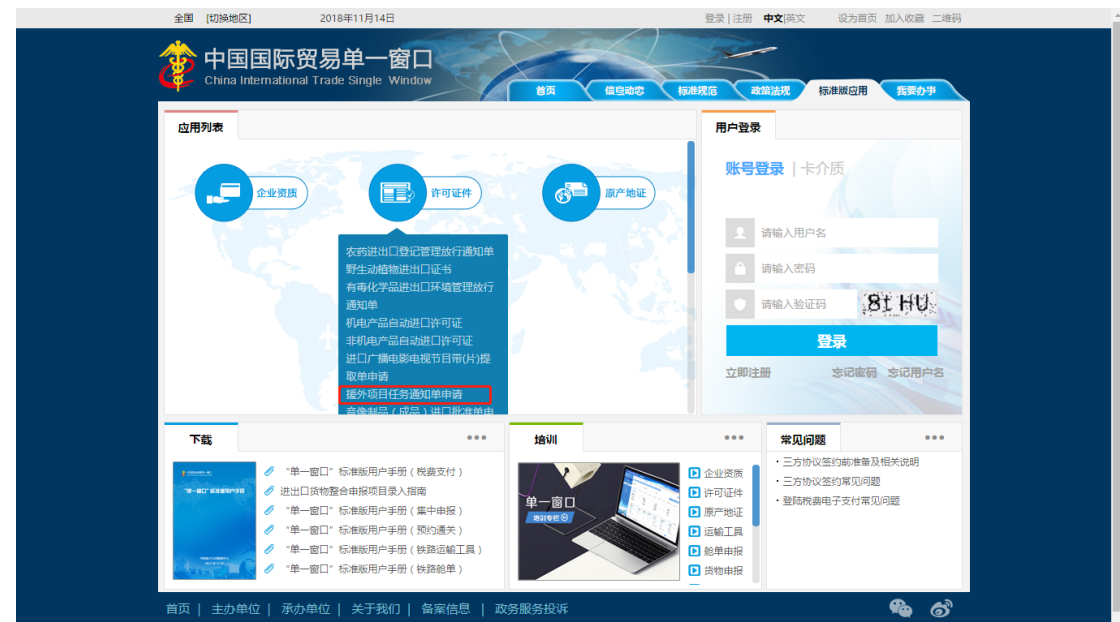 全国 [切换地区] 2018年11月14日 登录 | 注册 中文|英文 设为首页 加入收藏 二维码
中国国际贸易单一窗口
China International Trade Single Window
首页 信息动态 标准规范 政策法规 标准版应用 我要办事
应用列表
企业资质 许可证件 原产地证
农药进出口登记管理放行通知单
野生动植物进出口证书
有毒化学品进出口环境管理放行
通知单
机电产品自动进口许可证
非机电产品自动进口许可证
进口广播电影电视节目带(片)提
取单申请
援外项目任务通知单申请
音像制品（成品）进口批准单申
用户登录
账号登录 | 卡介质
请输入用户名
请输入密码
请输入验证码 8t HU
登录
立即注册 忘记密码 忘记用户名
下载
“单一窗口”标准版用户手册（税费支付）
进出口货物整合申报项目录入指南
“单一窗口”标准版用户手册（集中申报）
“单一窗口”标准版用户手册（预约通关）
“单一窗口”标准版用户手册（铁路运输工具）
“单一窗口”标准版用户手册（铁路舱单）
培训
单一窗口
培训专栏
企业资质
许可证件
原产地证
运输工具
舱单申报
货物申报
常见问题
· 三方协议签约前准备及相关说明
· 三方协议签约常见问题
· 登陆税费电子支付常见问题
首页 | 主办单位 | 承办单位 | 关于我们 | 备案信息 | 政务服务投诉